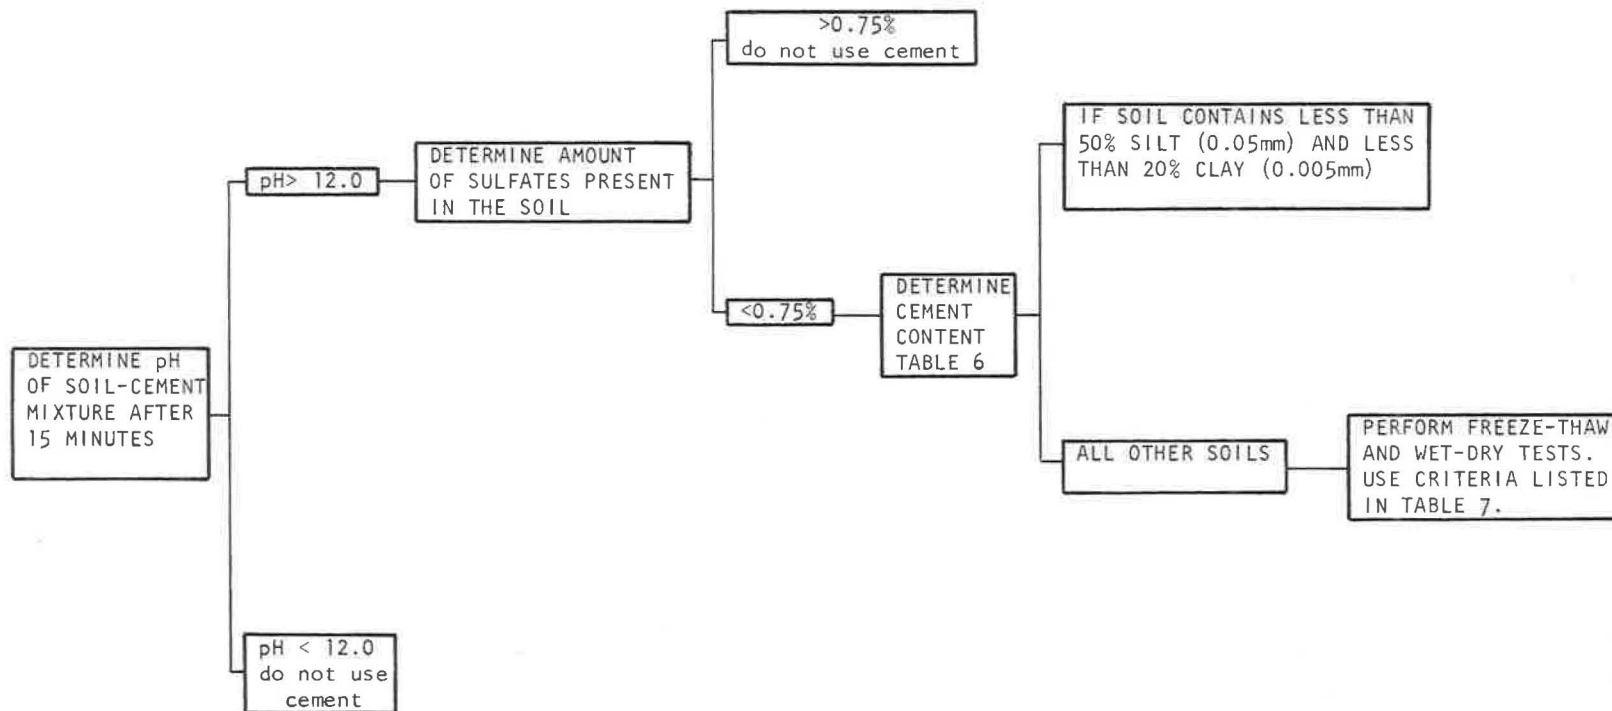 DETERMINE pH
OF SOIL-CEMENT
MIXTURE AFTER
15 MINUTES
pH> 12.0
DETERMINE AMOUNT
OF SULFATES PRESENT
IN THE SOIL
>0.75%
do not use cement
<0.75%
DETERMINE
CEMENT
CONTENT
TABLE 6
IF SOIL CONTAINS LESS THAN
50% SILT (0.05mm) AND LESS
THAN 20% CLAY (0.005mm)
ALL OTHER SOILS
PERFORM FREEZE-THAW
AND WET-DRY TESTS.
USE CRITERIA LISTED
IN TABLE 7.
pH < 12.0
do not use
cement